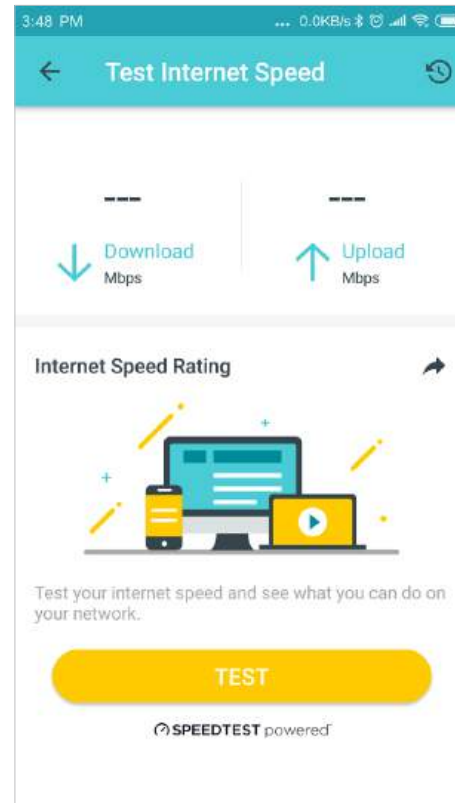 3:48 PM ... 0.0KB/s
Test Internet Speed
--- ---
Download Upload
Mbps Mbps
Internet Speed Rating
Test your internet speed and see what you can do on
your network.
TEST
SPEEDTEST powered